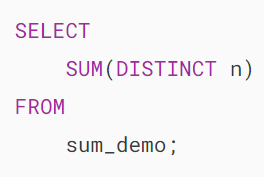 SELECT
    SUM(DISTINCT n)
FROM
    sum_demo;